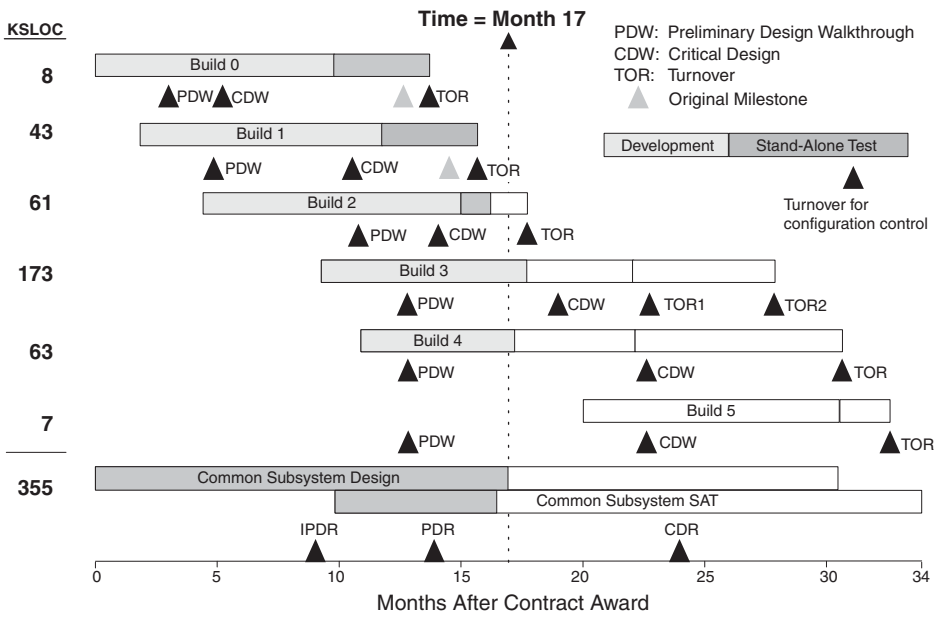 Time = Month 17
KSLOC
PDW: Preliminary Design Walkthrough
CDW: Critical Design
TOR: Turnover
Original Milestone
8
Build 0
PDW CDW TOR
43
Build 1
Development Stand-Alone Test
PDW CDW TOR
Turnover for
configuration control
61
Build 2
PDW CDW TOR
173
Build 3
PDW CDW TOR1 TOR2
63
Build 4
PDW CDW TOR
7
Build 5
PDW CDW TOR
355
Common Subsystem Design
Common Subsystem SAT
IPDR PDR CDR
0 5 10 15 20 25 30 34
Months After Contract Award